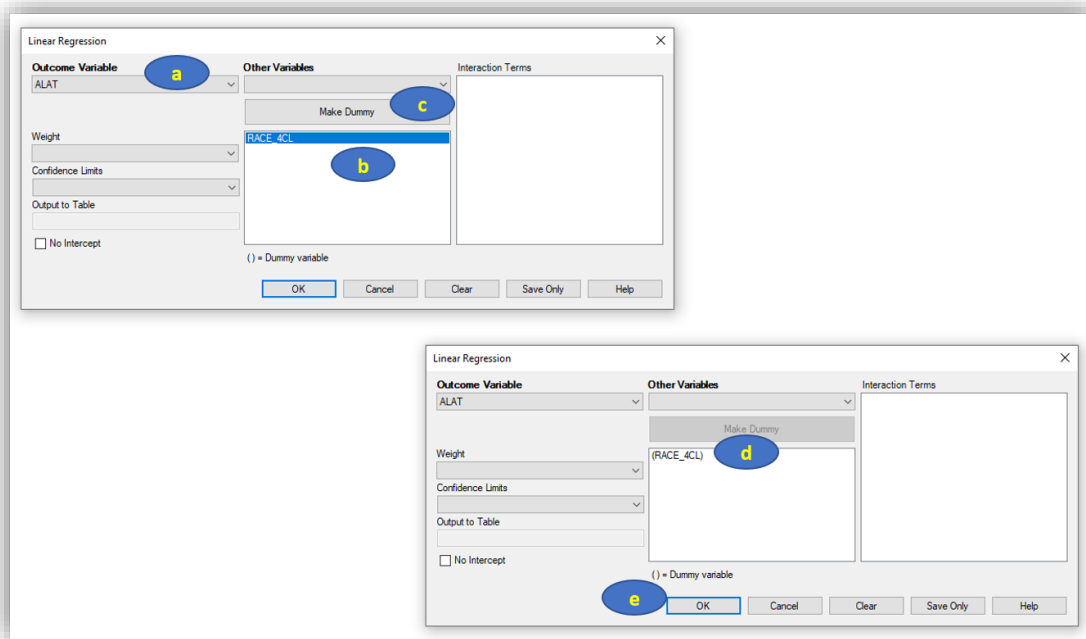 Linear Regression
Outcome Variable
a
Other Variables
Interaction Terms
ALAT
Make Dummy
c
Weight
RACE_4CL
b
Confidence Limits
Output to Table
No Intercept
( ) = Dummy variable
OK
Cancel
Clear
Save Only
Help
Linear Regression
Outcome Variable
Other Variables
Interaction Terms
ALAT
Make Dummy
Weight
(RACE_4CL)
d
Confidence Limits
Output to Table
No Intercept
( ) = Dummy variable
e
OK
Cancel
Clear
Save Only
Help